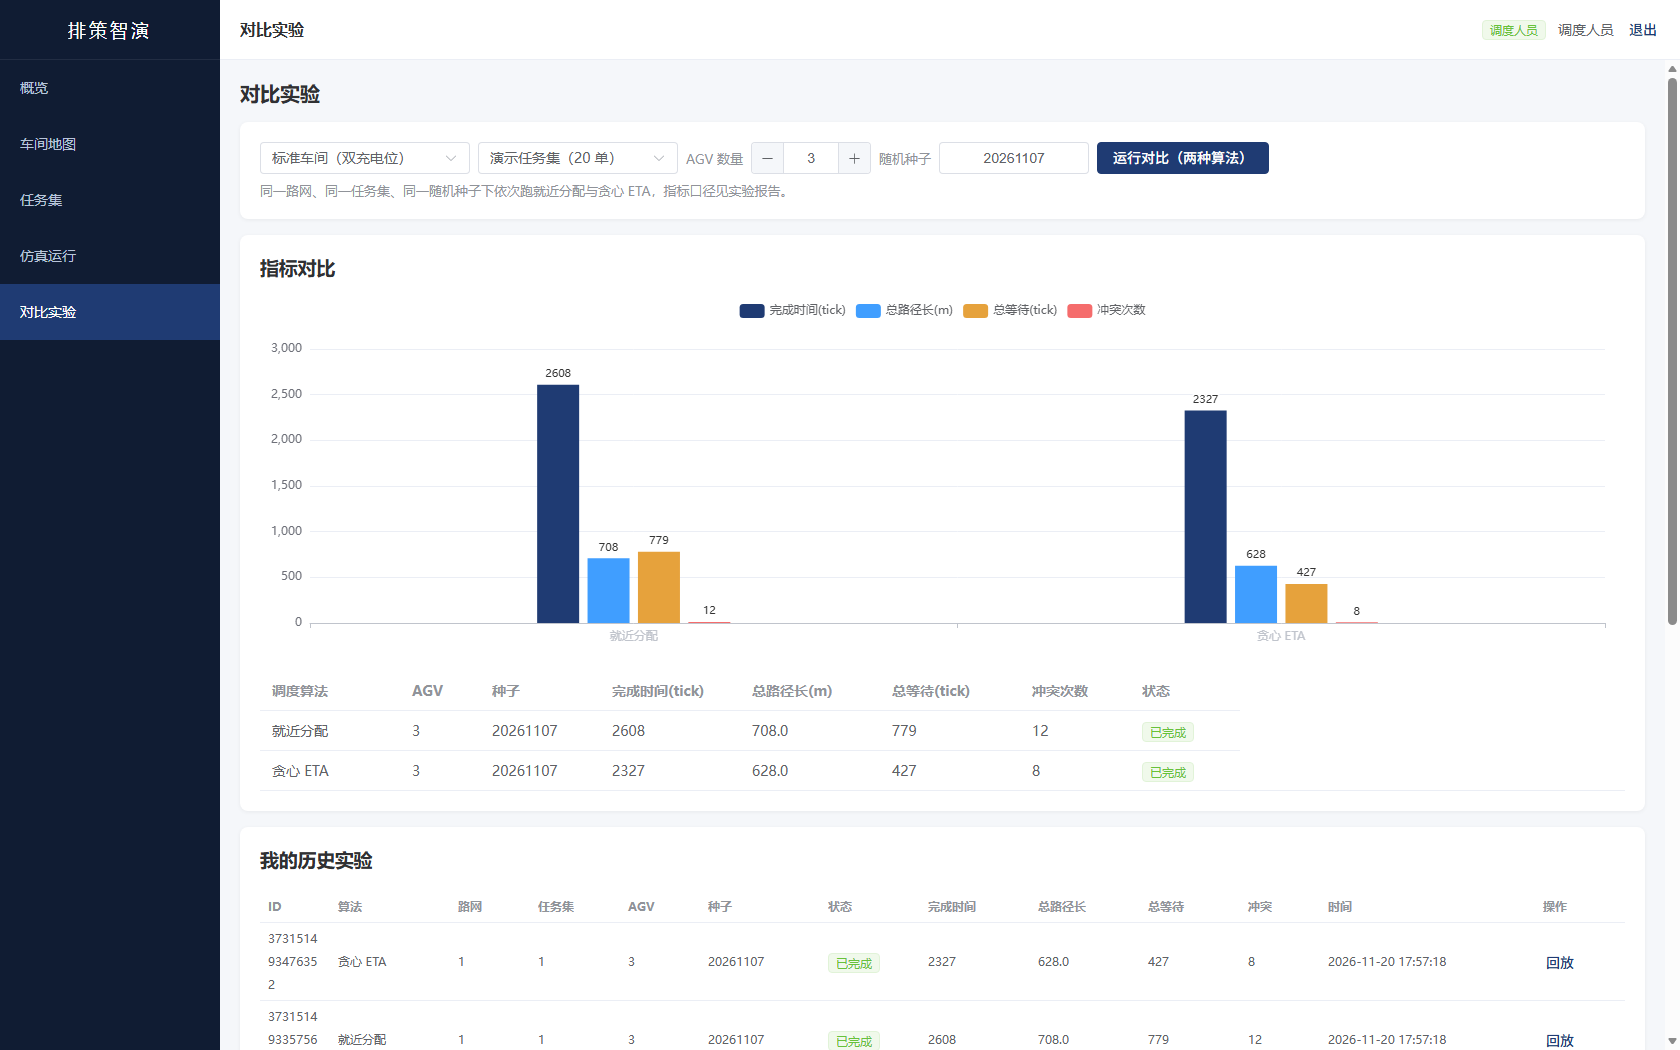 排策智演
概览
车间地图
任务集
仿真运行
对比实验
对比实验
调度人员 调度人员 退出
对比实验
标准车间（双充电位） 演示任务集（20 单） AGV 数量 3 随机种子 20261107 运行对比（两种算法）
同一路网、同一任务集、同一随机种子下依次跑就近分配与贪心 ETA，指标口径见实验报告。
指标对比
完成时间(tick) 总路径长(m) 总等待(tick) 冲突次数
3,000
2,500
2,000
1,500
1,000
500
0
2608
708
779
12
2327
628
427
8
就近分配
贪心 ETA
调度算法 AGV 种子 完成时间(tick) 总路径长(m) 总等待(tick) 冲突次数 状态
就近分配 3 20261107 2608 708.0 779 12 已完成
贪心 ETA 3 20261107 2327 628.0 427 8 已完成
我的历史实验
ID 算法 路网 任务集 AGV 种子 状态 完成时间 总路径长 总等待 冲突 时间 操作
3731514
9347635
2
贪心 ETA 1 1 3 20261107 已完成 2327 628.0 427 8 2026-11-20 17:57:18 回放
3731514
9335756
就近分配 1 1 3 20261107 已完成 2608 708.0 779 12 2026-11-20 17:57:18 回放